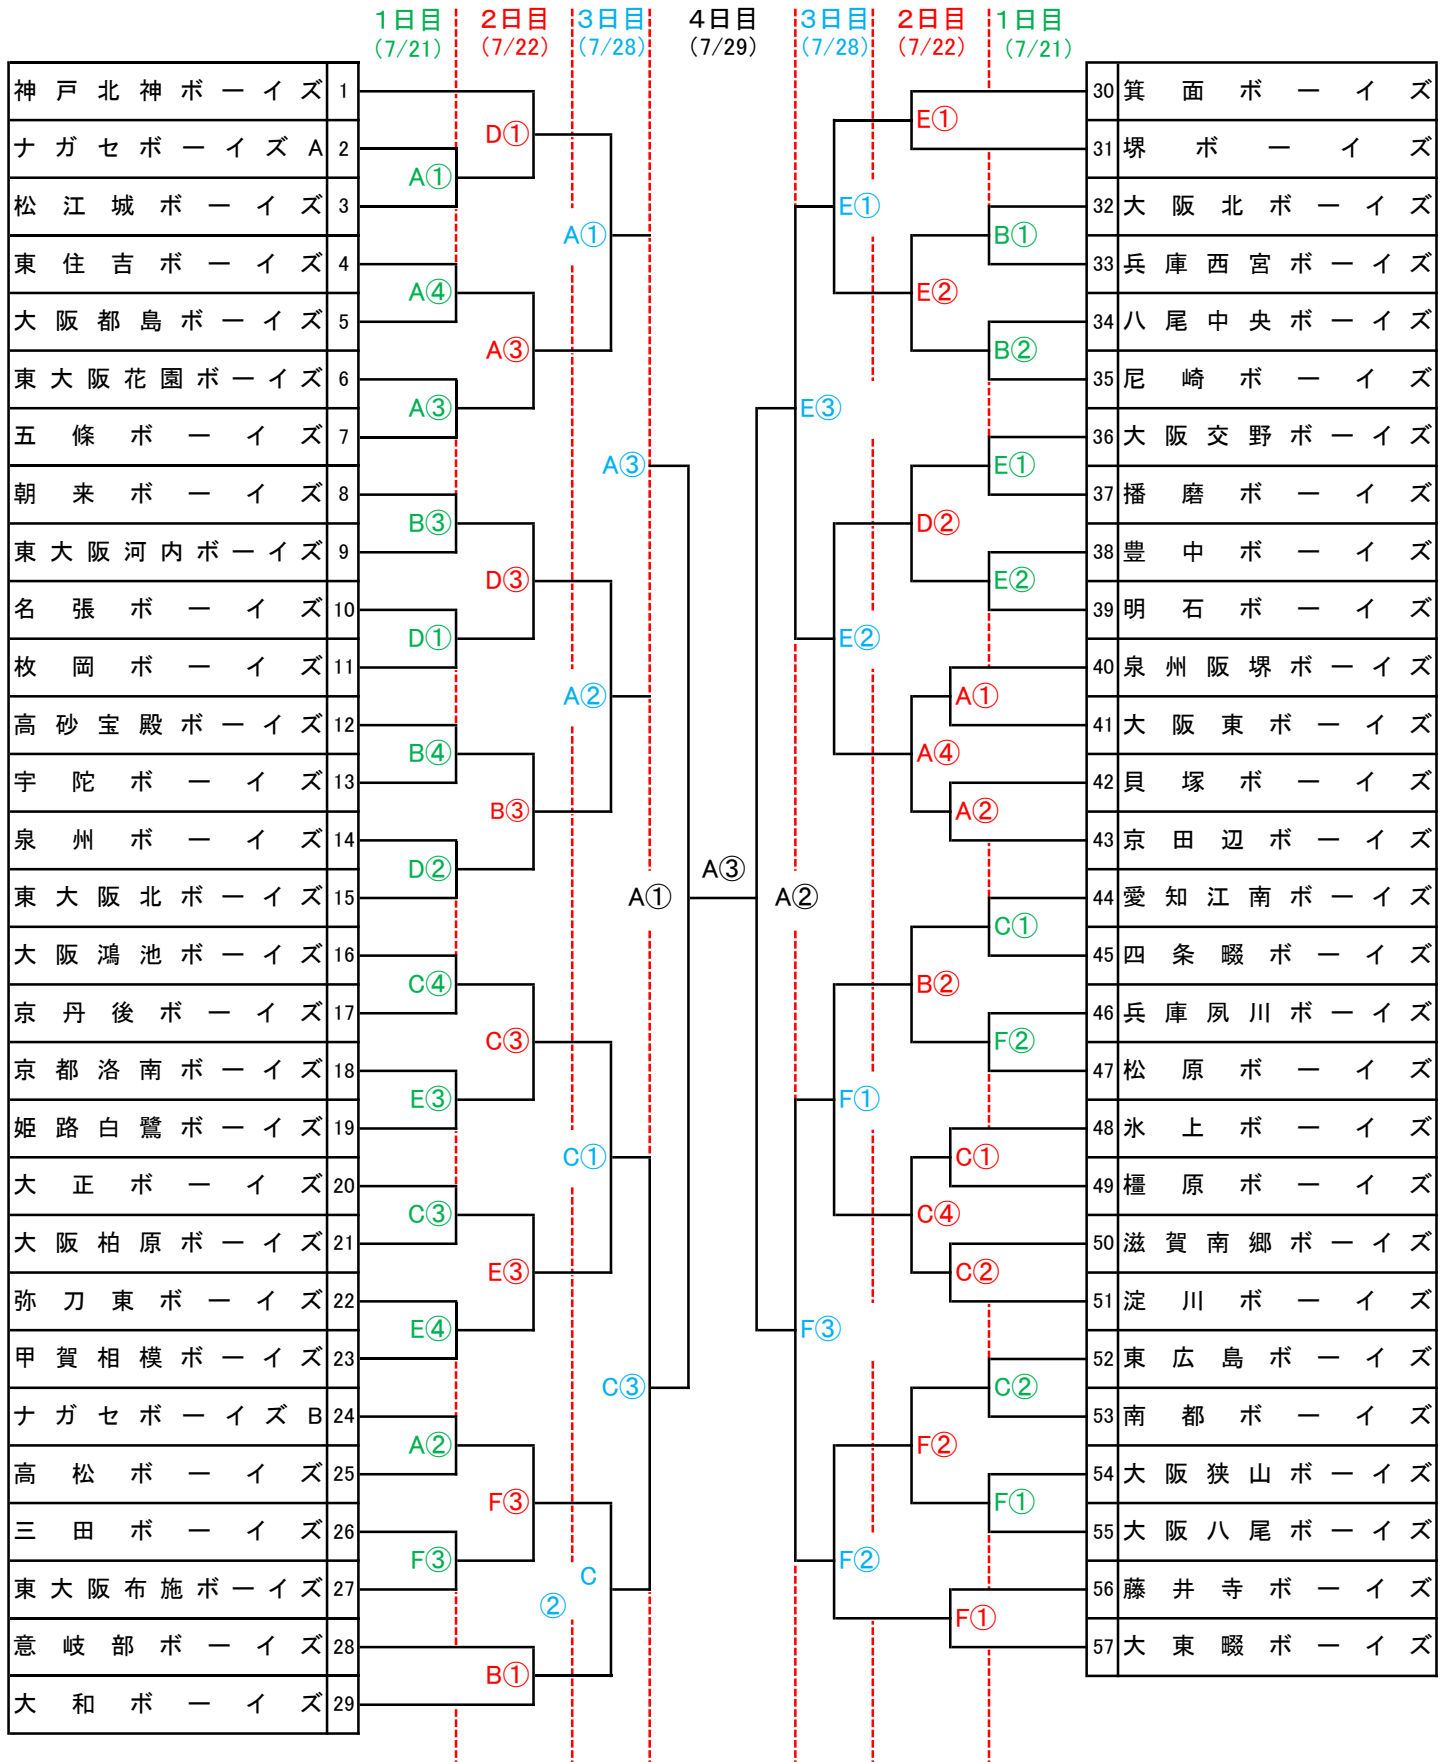 1日目 2日目 3日目 4日目 3日目 2日目 1日目
(7/21) (7/22) (7/28) (7/29) (7/28) (7/22) (7/21)
神戸北神ボーイズ 1
ナガセボーイズA 2
松江城ボーイズ 3
東住吉ボーイズ 4
大阪都島ボーイズ 5
東大阪花園ボーイズ 6
五條ボーイズ 7
朝来ボーイズ 8
東大阪河内ボーイズ 9
名張ボーイズ 10
枚岡ボーイズ 11
高砂宝殿ボーイズ 12
宇陀ボーイズ 13
泉州ボーイズ 14
東大阪北ボーイズ 15
大阪鴻池ボーイズ 16
京丹後ボーイズ 17
京都洛南ボーイズ 18
姫路白鷺ボーイズ 19
大正ボーイズ 20
大阪柏原ボーイズ 21
弥刀東ボーイズ 22
甲賀相模ボーイズ 23
ナガセボーイズB 24
高松ボーイズ 25
三田ボーイズ 26
東大阪布施ボーイズ 27
意岐部ボーイズ 28
大和ボーイズ 29
A①
A④
A③
B③
D①
B④
D②
C④
E③
C③
E④
A②
F③
D①
A③
D③
B③
C③
E③
F③
B①
A①
A②
C①
C
②
A③
C③
A①
A③
A②
E③
F③
E①
E②
F①
F②
E①
E②
D②
A④
B②
C④
F②
A①
A②
C①
C②
F①
B①
B②
E①
E②
C①
F②
C②
F①
30 箕面ボーイズ
31 堺ボーイズ
32 大阪北ボーイズ
33 兵庫西宮ボーイズ
34 八尾中央ボーイズ
35 尼崎ボーイズ
36 大阪交野ボーイズ
37 播磨ボーイズ
38 豊中ボーイズ
39 明石ボーイズ
40 泉州阪堺ボーイズ
41 大阪東ボーイズ
42 貝塚ボーイズ
43 京田辺ボーイズ
44 愛知江南ボーイズ
45 四条畷ボーイズ
46 兵庫夙川ボーイズ
47 松原ボーイズ
48 氷上ボーイズ
49 橿原ボーイズ
50 滋賀南郷ボーイズ
51 淀川ボーイズ
52 東広島ボーイズ
53 南都ボーイズ
54 大阪狭山ボーイズ
55 大阪八尾ボーイズ
56 藤井寺ボーイズ
57 大東畷ボーイズ